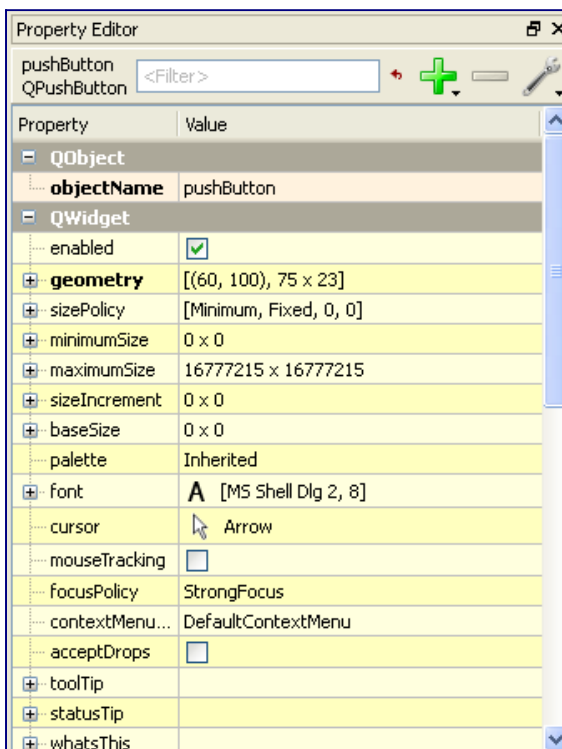 Property Editor
pushButton
QPushButton
<Filter>
Property Value
QObject
objectName pushButton
QWidget
enabled
geometry [(60, 100), 75 x 23]
sizePolicy [Minimum, Fixed, 0, 0]
minimumSize 0 x 0
maximumSize 16777215 x 16777215
sizeIncrement 0 x 0
baseSize 0 x 0
palette Inherited
font A [MS Shell Dlg 2, 8]
cursor Arrow
mouseTracking
focusPolicy StrongFocus
contextMenu... DefaultContextMenu
acceptDrops
toolTip
statusTip
whatsThis